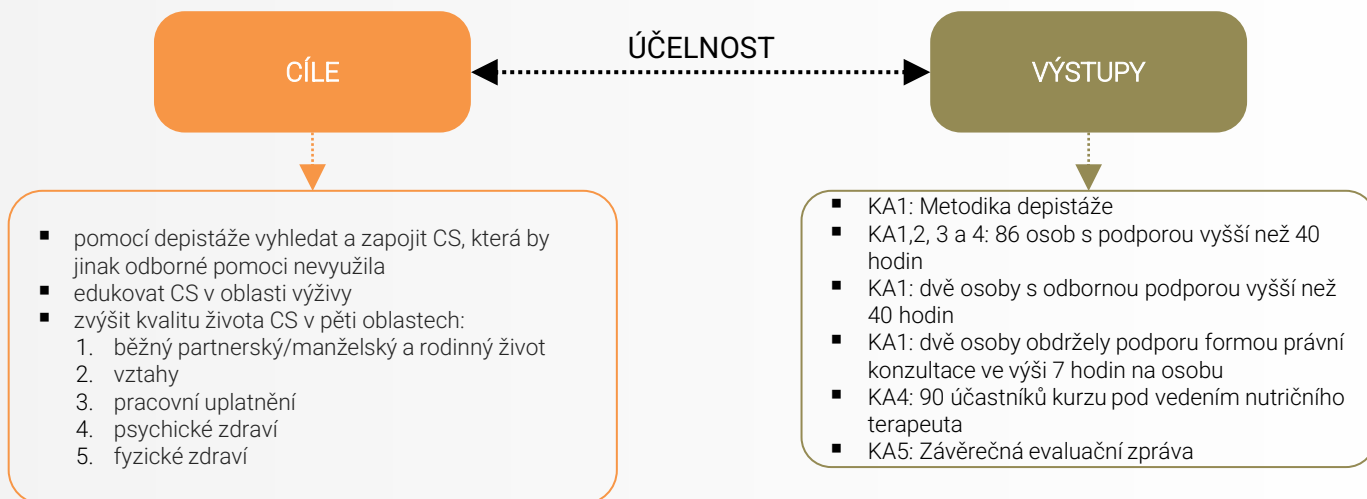 CÍLE
ÚČELNOST
VÝSTUPY
▪ pomocí depistáže vyhledat a zapojit CS, která by
jinak odborné pomoci nevyužila
▪ edukovat CS v oblasti výživy
▪ zvýšit kvalitu života CS v pěti oblastech:
1. běžný partnerský/manželský a rodinný život
2. vztahy
3. pracovní uplatnění
4. psychické zdraví
5. fyzické zdraví
▪ KA1: Metodika depistáže
▪ KA1,2, 3 a 4: 86 osob s podporou vyšší než 40
hodin
▪ KA1: dvě osoby s odbornou podporou vyšší než
40 hodin
▪ KA1: dvě osoby obdržely podporu formou právní
konzultace ve výši 7 hodin na osobu
▪ KA4: 90 účastníků kurzu pod vedením nutričního
terapeuta
▪ KA5: Závěrečná evaluační zpráva